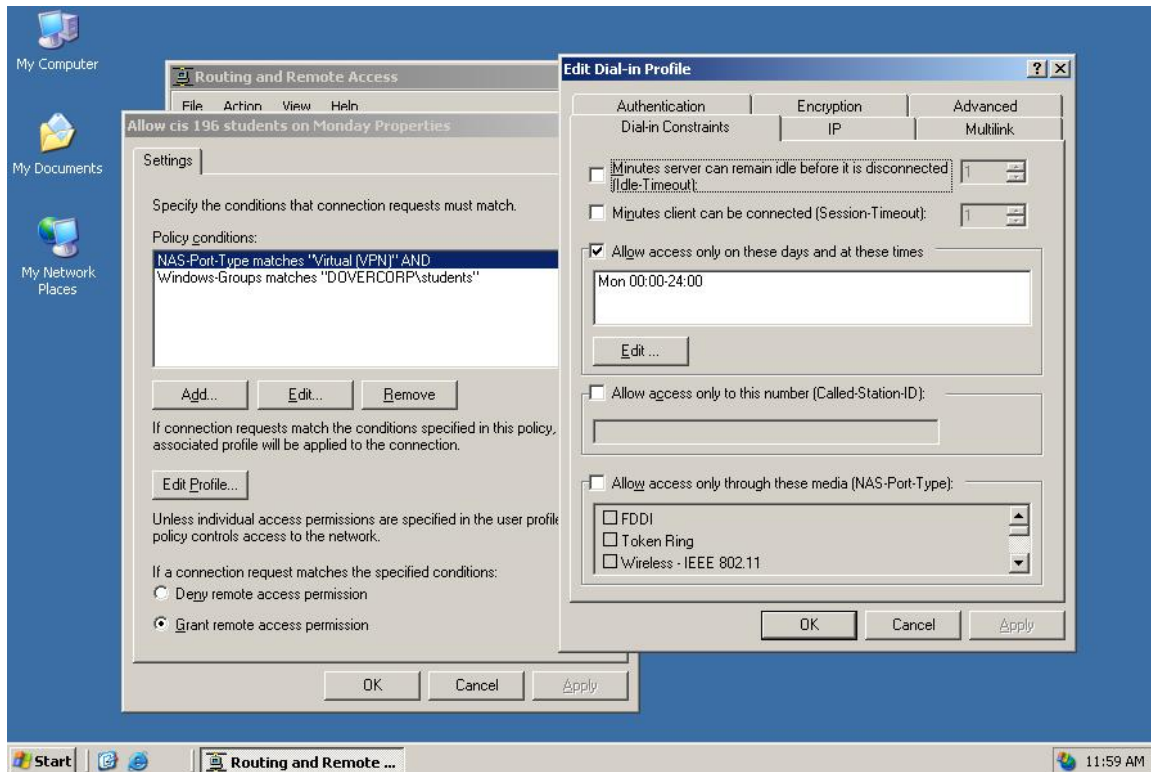 My Computer
My Documents
My Network
Places
Routing and Remote Access
File Action View Help
Allow cis 196 students on Monday Properties
Settings
Specify the conditions that connection requests must match.
Policy conditions:
NAS-Port-Type matches "Virtual (VPN)" AND
Windows-Groups matches "DOVERCORP\students"
Add...
Edit...
Remove
If connection requests match the conditions specified in this policy,
associated profile will be applied to the connection.
Edit Profile...
Unless individual access permissions are specified in the user profile
policy controls access to the network.
If a connection request matches the specified conditions:
Deny remote access permission
Grant remote access permission
OK
Cancel
Apply
Edit Dial-in Profile
Authentication
Encryption
Advanced
Dial-in Constraints
IP
Multilink
Minutes server can remain idle before it is disconnected
(Idle-Timeout):
1
Minutes client can be connected (Session-Timeout):
1
Allow access only on these days and at these times
Mon 00:00-24:00
Edit ...
Allow access only to this number (Called-Station-ID):
Allow access only through these media (NAS-Port-Type):
FDDI
Token Ring
Wireless - IEEE 802.11
OK
Cancel
Apply
Start
Routing and Remote ...
11:59 AM